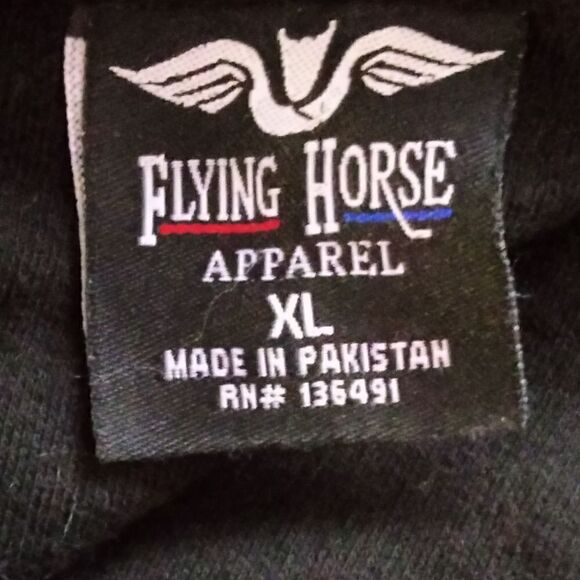 FLYING HORSE
APPAREL
XL
MADE IN PAKISTAN
RN# 136491